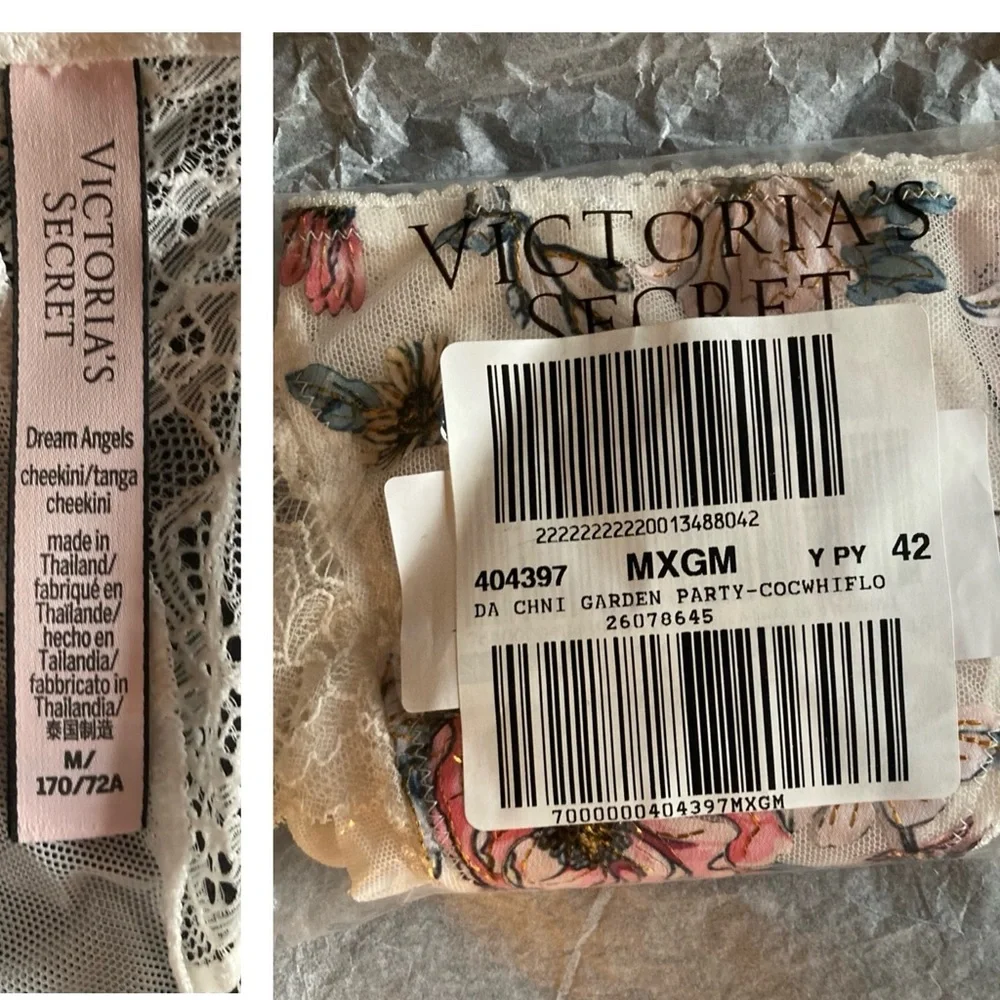 VICTORIA'S
SECRET
Dream Angels
cheekini/tanga
cheekini
made in
Thailand/
fabriqué en
Thaïlande/
hecho en
Tailandia/
fabbricato in
Thailandia/
泰国制造
M/
170/72A
VICTORIA'S
SECRET
22222222220013488042
404397 MXGM Y PY 42
DA CHNI GARDEN PARTY-COCWHIFLO
26078645
7000000404397MXGM